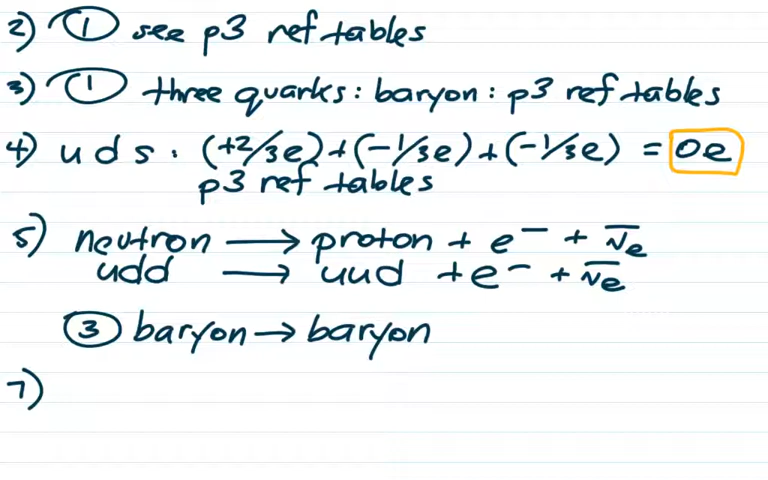 2) ① see p3 ref tables
3) ① three quarks: baryon: p3 ref tables
4) u d s : (+2/3e)+(-1/3e)+(-1/3e) = 0e
p3 ref tables
5) neutron → proton + e⁻ + ν̅e
udd → uud + e⁻ + ν̅e
③ baryon → baryon
7)